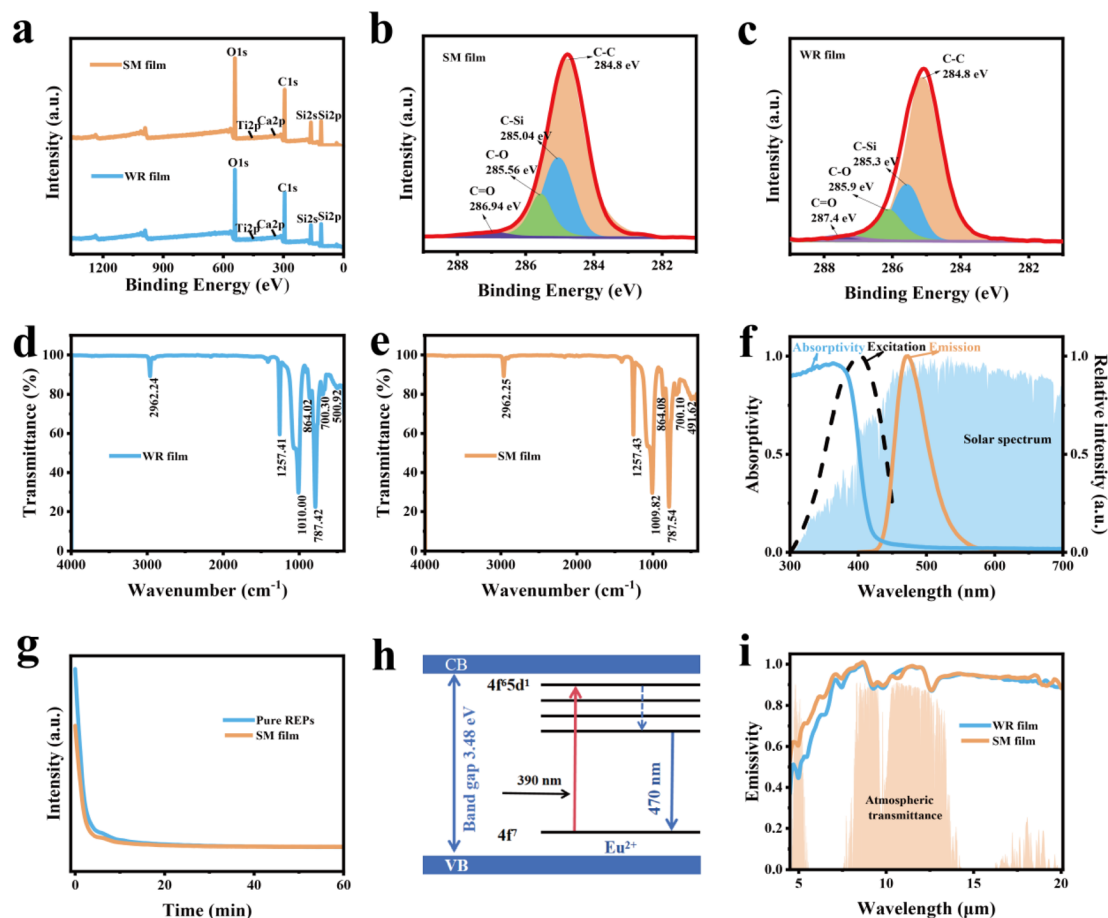 a
SM film
WR film
O1s
C1s
Ti2p
Ca2p
Si2s
Si2p
O1s
C1s
Ti2p
Ca2p
Si2s
Si2p
Intensity (a.u.)
1200
900
600
300
0
Binding Energy (eV)
b
SM film
C-C
284.8 eV
C-Si
285.04 eV
C-O
285.56 eV
C=O
286.94 eV
Intensity (a.u.)
288
286
284
282
Binding Energy (eV)
c
WR film
C-C
284.8 eV
C-Si
285.3 eV
C-O
285.9 eV
C=O
287.4 eV
Intensity (a.u.)
288
286
284
282
Binding Energy (eV)
d
Transmittance (%)
100
80
60
40
20
0
2962.24
1257.41
1010.00
864.02
787.42
700.30
500.92
WR film
4000
3000
2000
1000
Wavenumber (cm⁻¹)
e
Transmittance (%)
100
80
60
40
20
0
2962.25
1257.43
1009.82
864.08
787.54
700.10
491.62
SM film
4000
3000
2000
1000
Wavenumber (cm⁻¹)
f
Absorptivity
Excitation
Emission
Solar spectrum
Absorptivity
1.0
0.5
0.0
Relative intensity (a.u.)
1.0
0.5
0.0
300
400
500
600
700
Wavelength (nm)
g
Pure REPs
SM film
Intensity (a.u.)
0
20
40
60
Time (min)
h
CB
4f⁶5d¹
Band gap 3.48 eV
390 nm
470 nm
4f⁷
Eu²⁺
VB
i
Emissivity
1.0
0.8
0.6
0.4
0.2
0.0
WR film
SM film
Atmospheric
transmittance
5
10
15
20
Wavelength (μm)